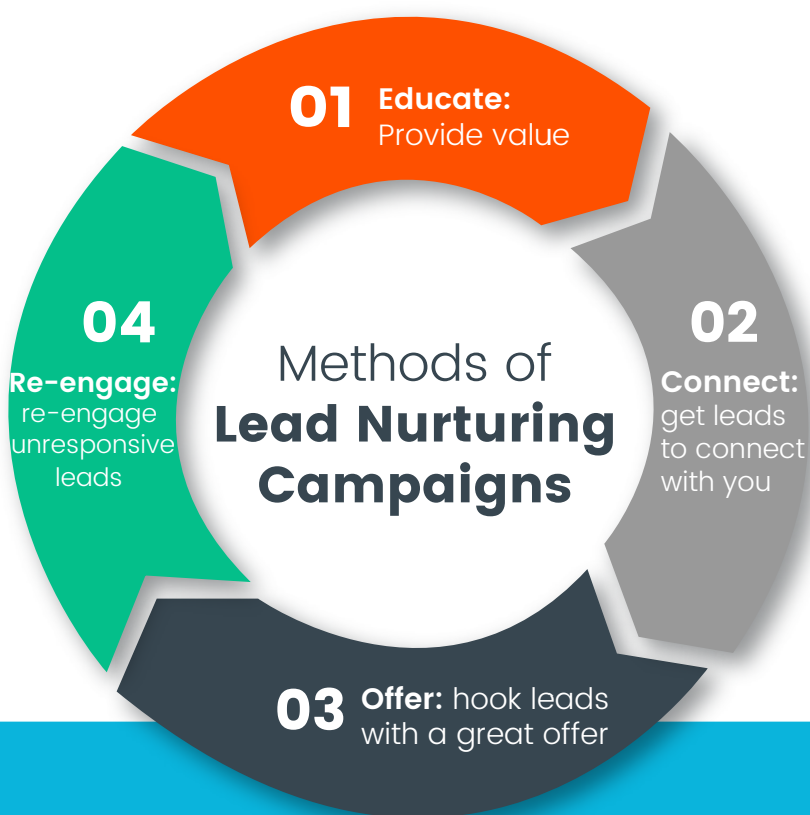 01
Educate:
Provide value
02
Connect:
get leads
to connect
with you
03
Offer: hook leads
with a great offer
04
Re-engage:
re-engage
unresponsive
leads
Methods of
Lead Nurturing
Campaigns